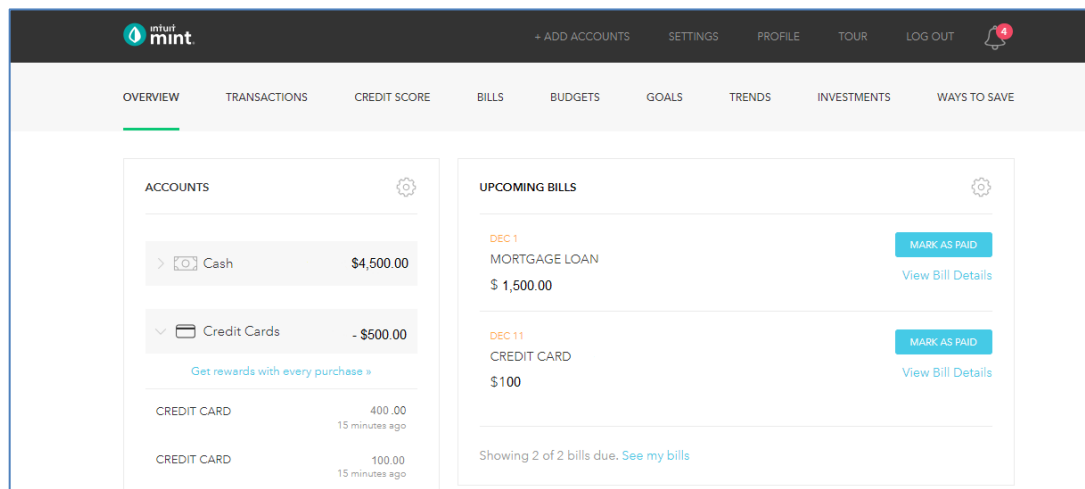 intuit
mint.
+ ADD ACCOUNTS SETTINGS PROFILE TOUR LOG OUT 4
OVERVIEW TRANSACTIONS CREDIT SCORE BILLS BUDGETS GOALS TRENDS INVESTMENTS WAYS TO SAVE
ACCOUNTS
Cash $4,500.00
Credit Cards - $500.00
Get rewards with every purchase »
CREDIT CARD 400 .00
15 minutes ago
CREDIT CARD 100.00
15 minutes ago
UPCOMING BILLS
DEC 1
MORTGAGE LOAN
$ 1,500.00
MARK AS PAID
View Bill Details
DEC 11
CREDIT CARD
$100
MARK AS PAID
View Bill Details
Showing 2 of 2 bills due. See my bills